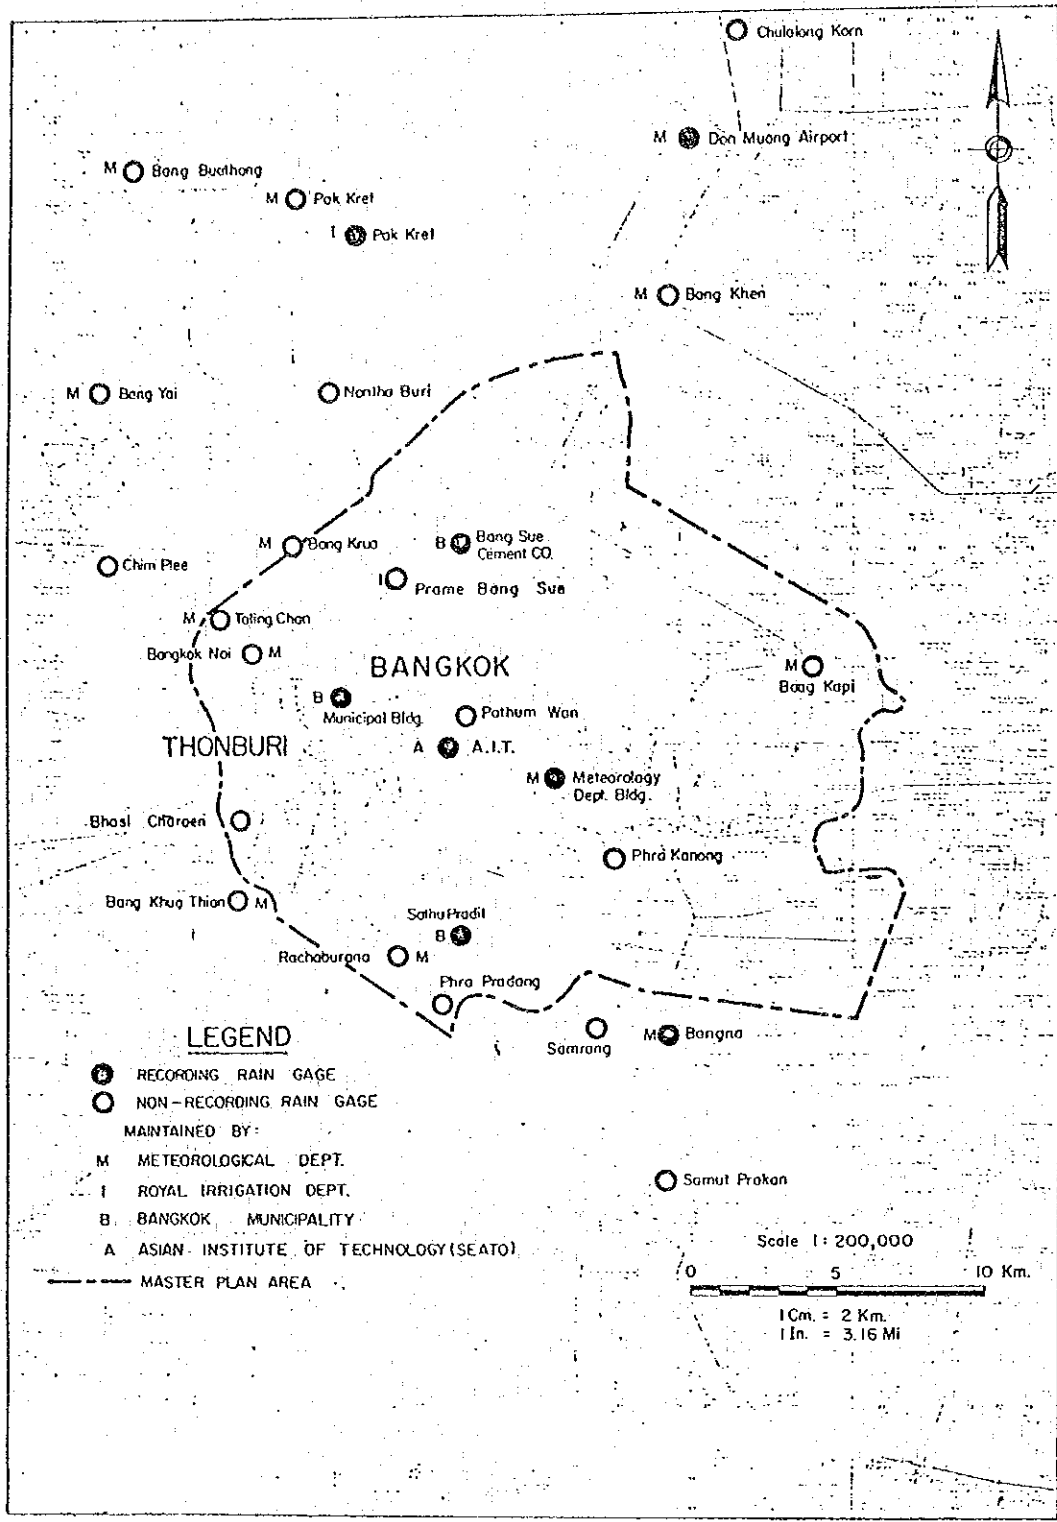 Chulalong Korn
M Don Muang Airport
M Bang Buathong
M Pak Kret
I Pak Kret
M Bang Khen
M Bang Yai
Nontha Buri
M Bang Krua
B Bang Sue
Cement CO.
Chim Plee
I Prame Bang Sue
M Taling Chan
Bangkok Noi M
BANGKOK
M
Bang Kapi
B
Municipal Bldg.
Pathum Wan
THONBURI
A A.I.T.
M Meteorology
Dept. Bldg.
Bhasi Charoen
Phra Kanong
Bang Khug Thian M
Sathu Pradit
B
Rachaburana M
Phra Pradang
Samrong
M Bangna
LEGEND
B RECORDING RAIN GAGE
NON-RECORDING RAIN GAGE
MAINTAINED BY:
M METEOROLOGICAL DEPT.
I ROYAL IRRIGATION DEPT.
B BANGKOK MUNICIPALITY
A ASIAN INSTITUTE OF TECHNOLOGY (SEATO)
MASTER PLAN AREA
Samut Prakan
Scale 1:200,000
0 5 10 Km.
1 Cm. = 2 Km.
1 In. = 3.16 Mi